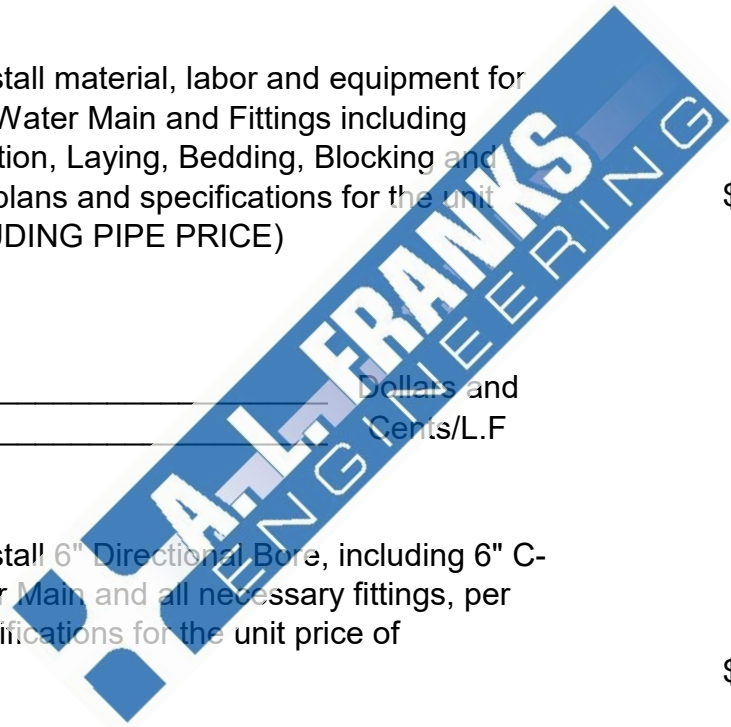 stall material, labor and equipment for
Water Main and Fittings including
tion, Laying, Bedding, Blocking and
plans and specifications for the unit
UDING PIPE PRICE)
$
Dollars and
Cents/L.F
stall 6" Directional Bore, including 6" C-
r Main and all necessary fittings, per
ifications for the unit price of
$
A.L. FRANKS
ENGINEERING